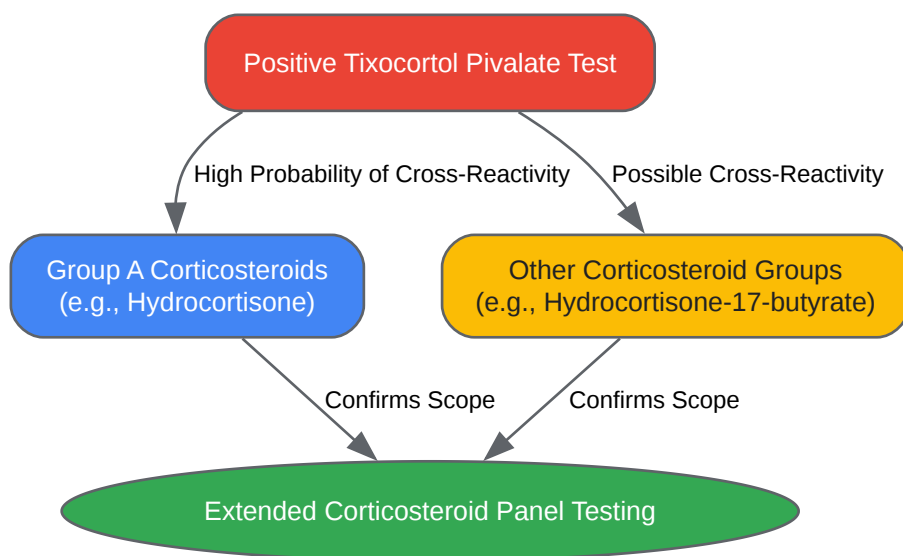 Positive Tixocortol Pivalate Test
High Probability of Cross-Reactivity
Possible Cross-Reactivity
Group A Corticosteroids
(e.g., Hydrocortisone)
Other Corticosteroid Groups
(e.g., Hydrocortisone-17-butyrate)
Confirms Scope
Confirms Scope
Extended Corticosteroid Panel Testing